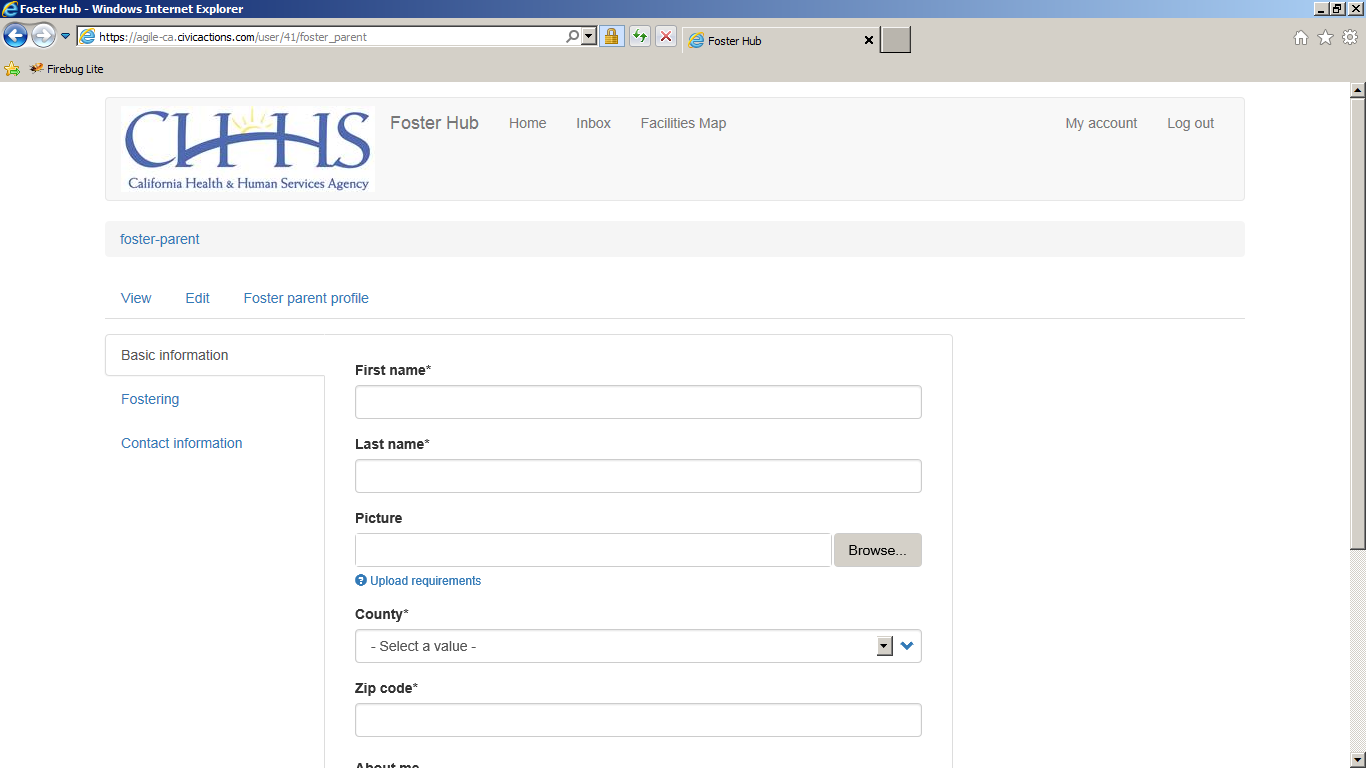 Foster Hub - Windows Internet Explorer
https://agile-ca.civicactions.com/user/41/foster_parent
Foster Hub
Firebug Lite
CHHS
California Health & Human Services Agency
Foster Hub Home Inbox Facilities Map My account Log out
foster-parent
View Edit Foster parent profile
Basic information
Fostering
Contact information
First name*
Last name*
Picture
Browse...
Upload requirements
County*
- Select a value -
Zip code*
About me